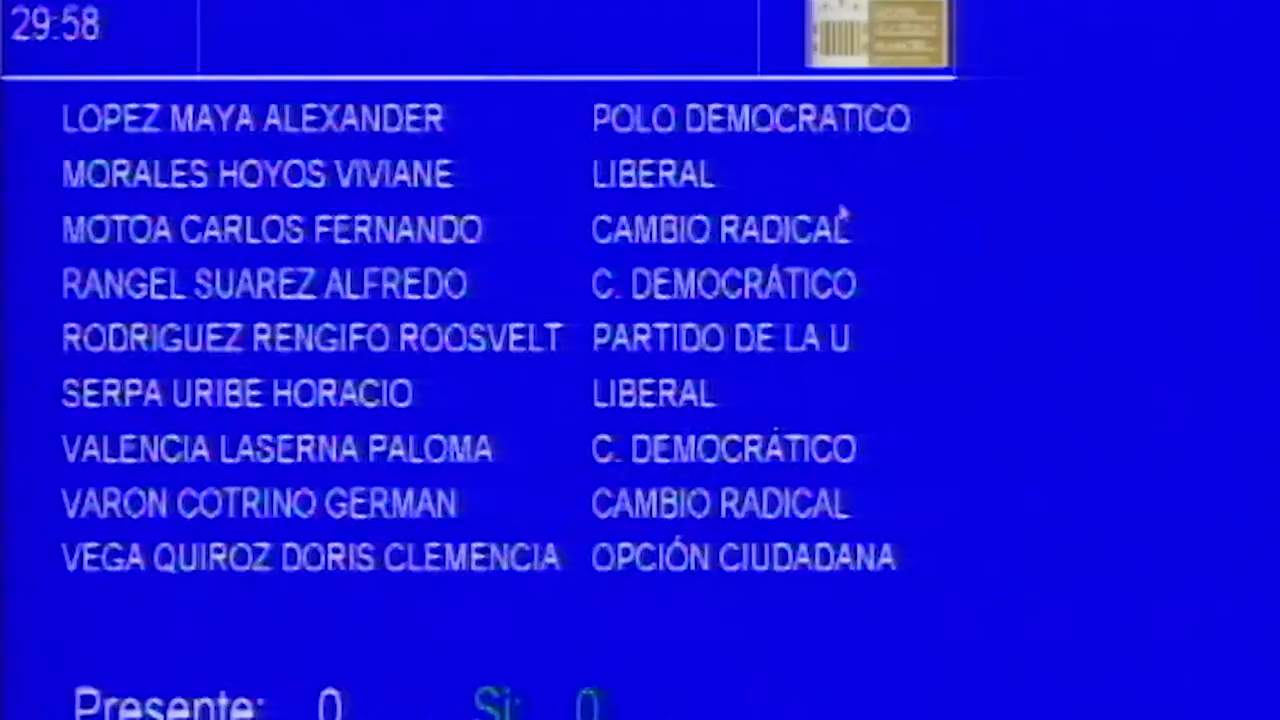 29:58
LOPEZ MAYA ALEXANDER POLO DEMOCRATICO
MORALES HOYOS VIVIANE LIBERAL
MOTOA CARLOS FERNANDO CAMBIO RADICAL
RANGEL SUAREZ ALFREDO C. DEMOCRÁTICO
RODRIGUEZ RENGIFO ROOSVELT PARTIDO DE LA U
SERPA URIBE HORACIO LIBERAL
VALENCIA LASERNA PALOMA C. DEMOCRÁTICO
VARON COTRINO GERMAN CAMBIO RADICAL
VEGA QUIROZ DORIS CLEMENCIA OPCIÓN CIUDADANA
Presente: 0 Si: 0